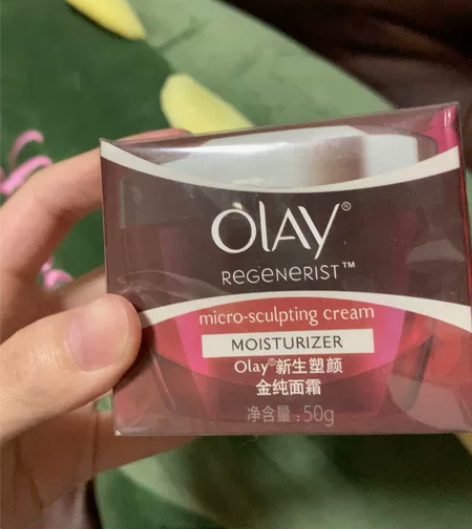 OLAY®
REGENERIST™
micro-sculpting cream
MOISTURIZER
Olay®新生塑颜
金纯面霜
净含量:50g